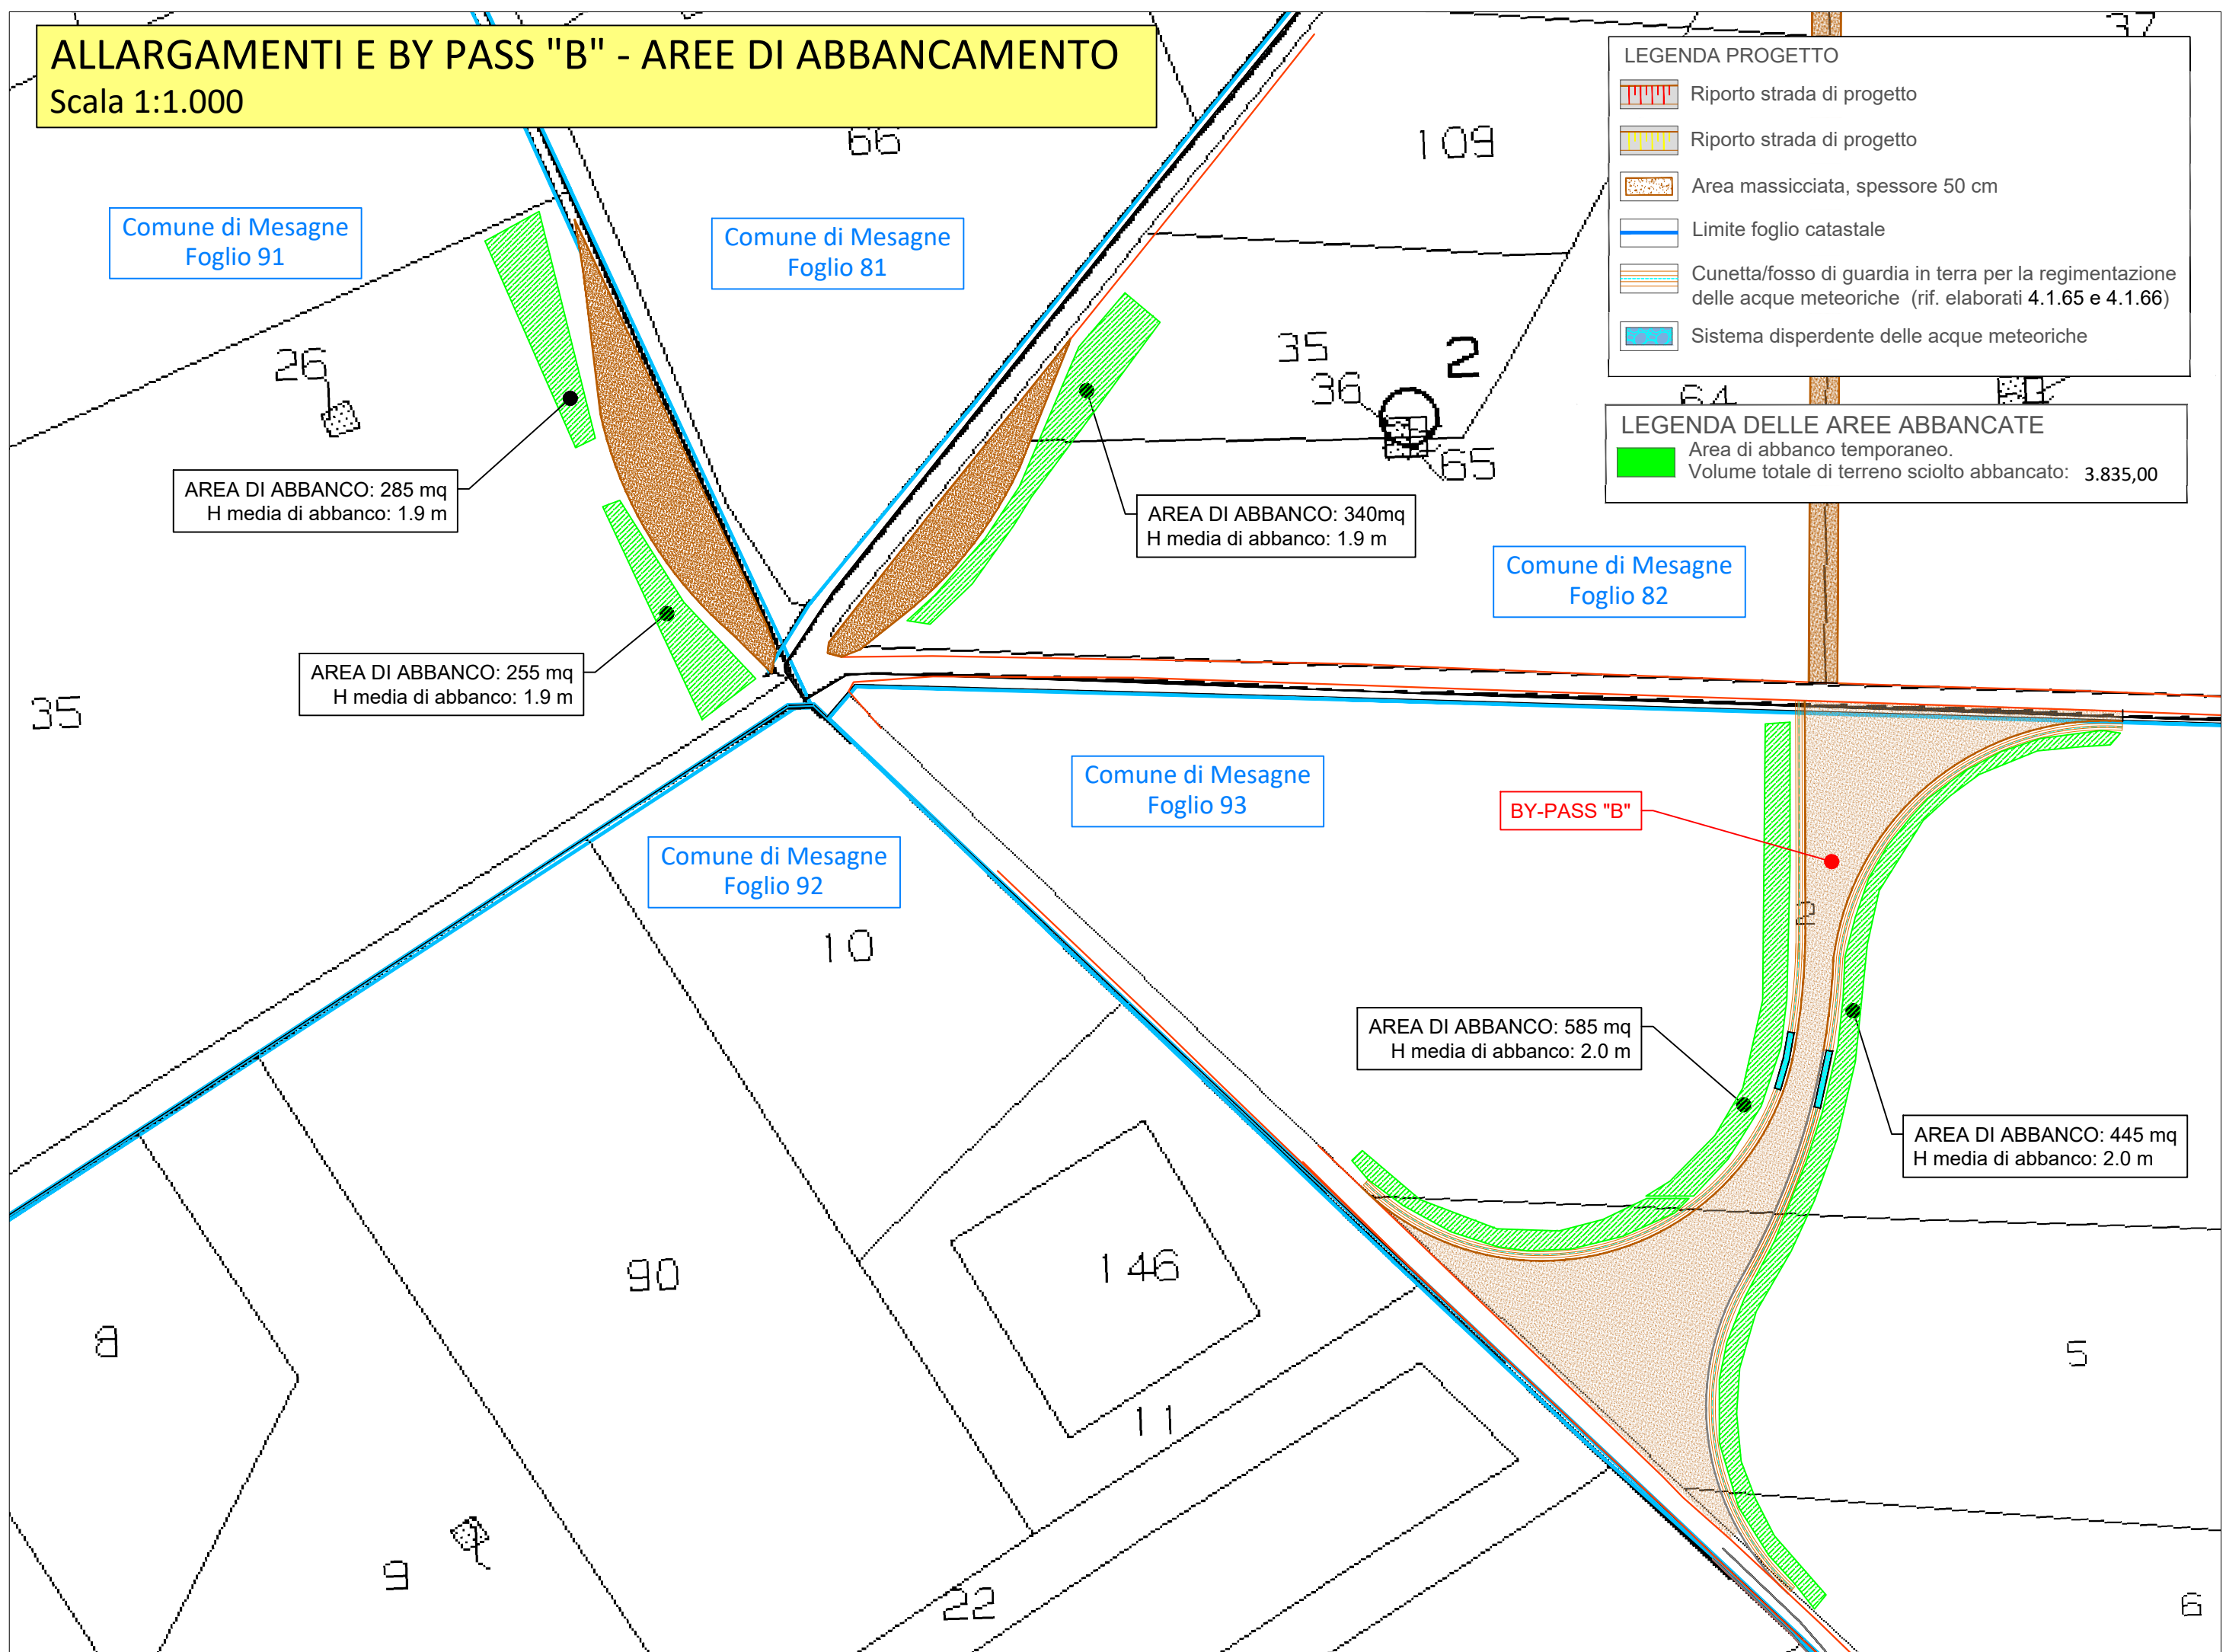 ALLARGAMENTI E BY PASS "B" - AREE DI ABBANCAMENTO
Scala 1:1.000
LEGENDA PROGETTO
Riporto strada di progetto
Riporto strada di progetto
Area massicciata, spessore 50 cm
Limite foglio catastale
Cunetta/fosso di guardia in terra per la regimentazione
delle acque meteoriche (rif. elaborati 4.1.65 e 4.1.66)
Sistema disperdente delle acque meteoriche
LEGENDA DELLE AREE ABBANCATE
Area di abbanco temporaneo.
Volume totale di terreno sciolto abbancato: 3.835,00
66
109
Comune di Mesagne
Foglio 91
Comune di Mesagne
Foglio 81
26
35
2
36
65
64
AREA DI ABBANCO: 285 mq
H media di abbanco: 1.9 m
AREA DI ABBANCO: 340mq
H media di abbanco: 1.9 m
Comune di Mesagne
Foglio 82
AREA DI ABBANCO: 255 mq
H media di abbanco: 1.9 m
35
Comune di Mesagne
Foglio 93
BY-PASS "B"
Comune di Mesagne
Foglio 92
2
10
AREA DI ABBANCO: 585 mq
H media di abbanco: 2.0 m
AREA DI ABBANCO: 445 mq
H media di abbanco: 2.0 m
90
146
8
5
11
9
22
6